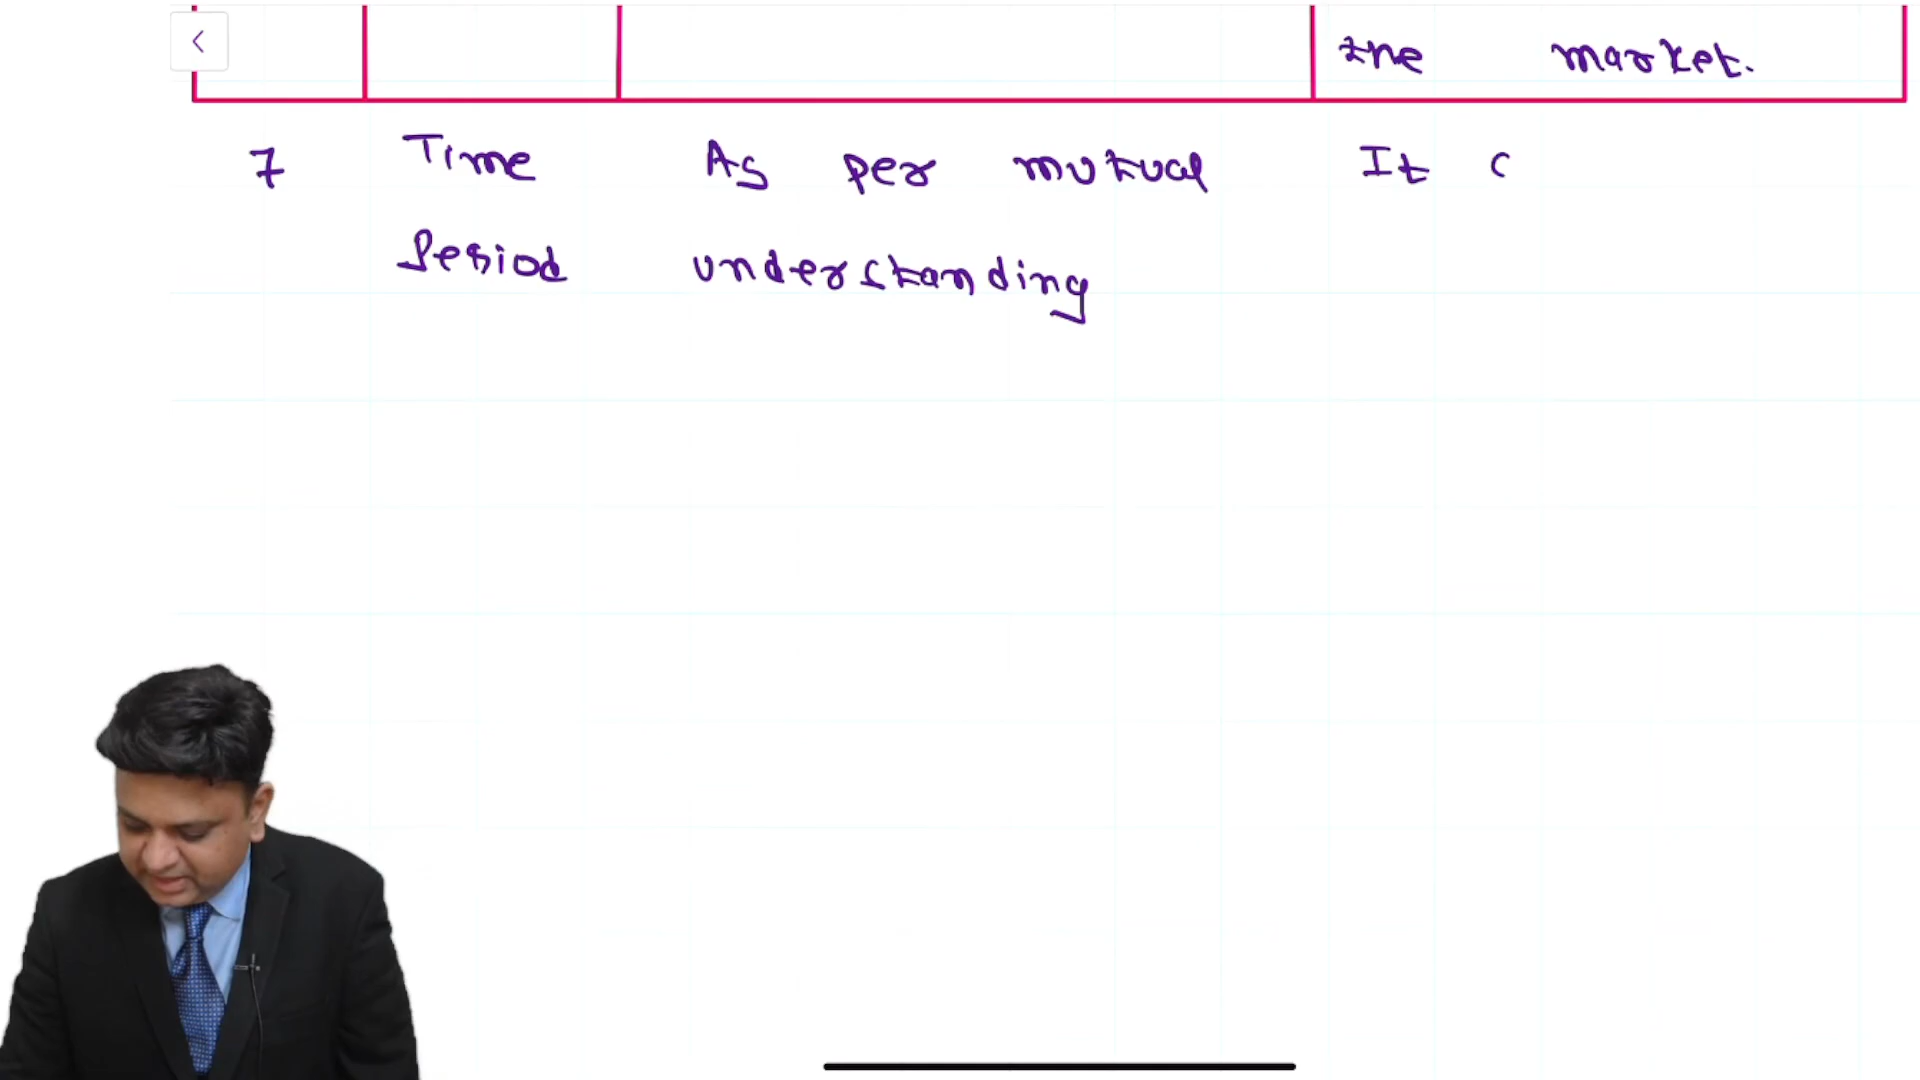 the market.
7 Time As per mutual It c
Period understanding